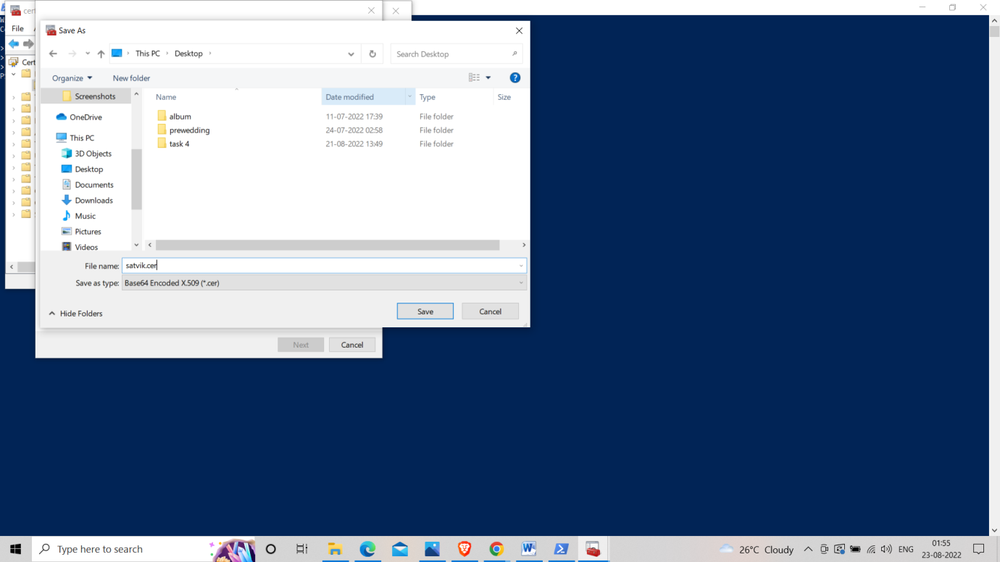 cert
File
Cert
Save As
This PC
Desktop
Search Desktop
Organize
New folder
?
Screenshots
OneDrive
This PC
3D Objects
Desktop
Documents
Downloads
Music
Pictures
Videos
Name Date modified Type Size
album 11-07-2022 17:39 File folder
prewedding 24-07-2022 02:58 File folder
task 4 21-08-2022 13:49 File folder
File name: satvik.cer
Save as type: Base64 Encoded X.509 (*.cer)
Hide Folders
Save
Cancel
Next
Cancel
Type here to search
26°C Cloudy
ENG
01:55
23-08-2022